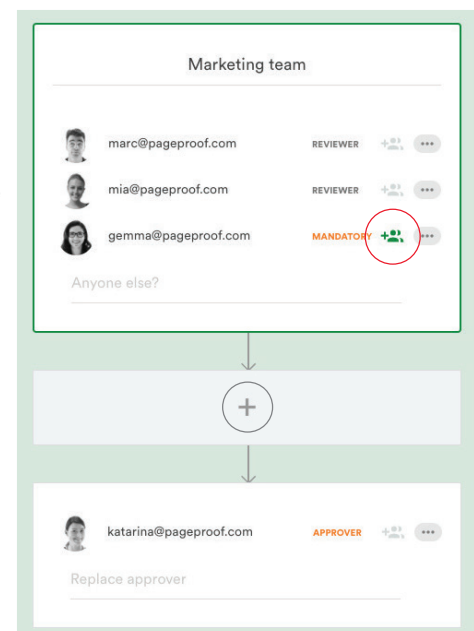 Marketing team
marc@pageproof.com REVIEWER
mia@pageproof.com REVIEWER
gemma@pageproof.com MANDATORY
Anyone else?
katarina@pageproof.com APPROVER
Replace approver